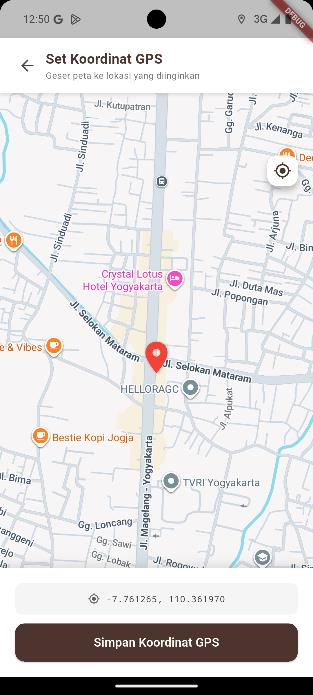 12:50
3G
DEBUG
Set Koordinat GPS
Geser peta ke lokasi yang diinginkan
Jl. Kutupatran
Jl. Kenanga
Jl. Sinduadi
Jl. Sinduadi
Jl. Arjuna
Crystal Lotus
Hotel Yogyakarta
Jl. Duta Mas
Jl. Popongan
Jl. Selokan Mataram
e & Vibes
Jl. Selokan Mataram
HELLORAGC
Jl. Alpukat
Bestie Kopi Jogja
Jl. Magelang - Yogyakarta
TVRI Yogyakarta
Jl. Bima
Gg. Loncang
Gg. Sawi
Gg. Lobak
-7.761265, 110.361970
Simpan Koordinat GPS